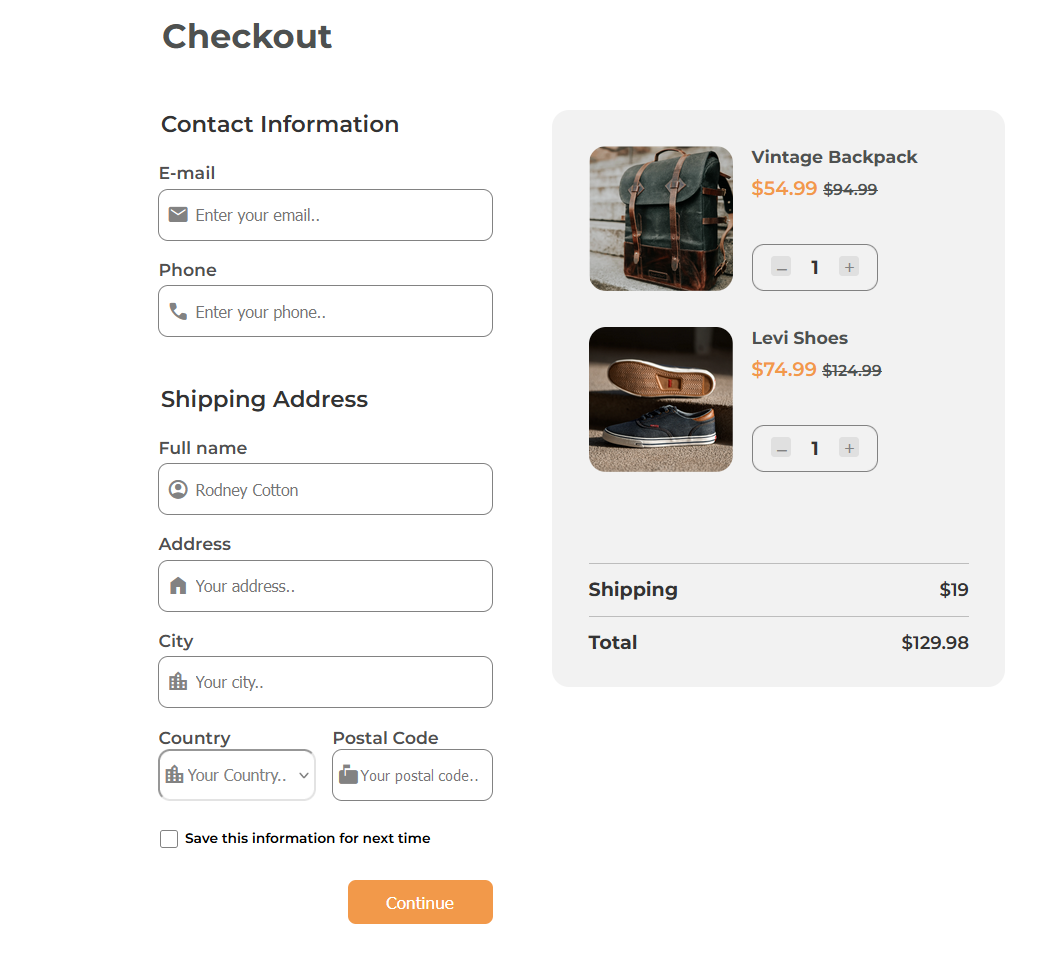 Checkout
Contact Information
E-mail
Enter your email..
Phone
Enter your phone..
Shipping Address
Full name
Rodney Cotton
Address
Your address..
City
Your city..
Country
Your Country..
Postal Code
Your postal code..
Save this information for next time
Continue
Vintage Backpack
$54.99 $94.99
– 1 +
Levi Shoes
$74.99 $124.99
– 1 +
Shipping $19
Total $129.98